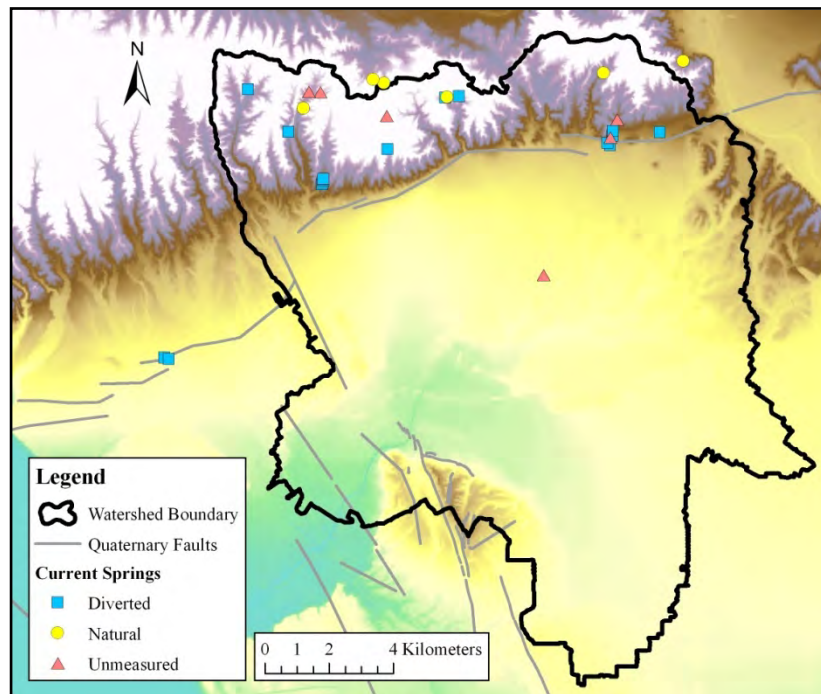 N
Legend
Watershed Boundary
Quaternary Faults
Current Springs
Diverted
Natural
Unmeasured
0 1 2 4 Kilometers